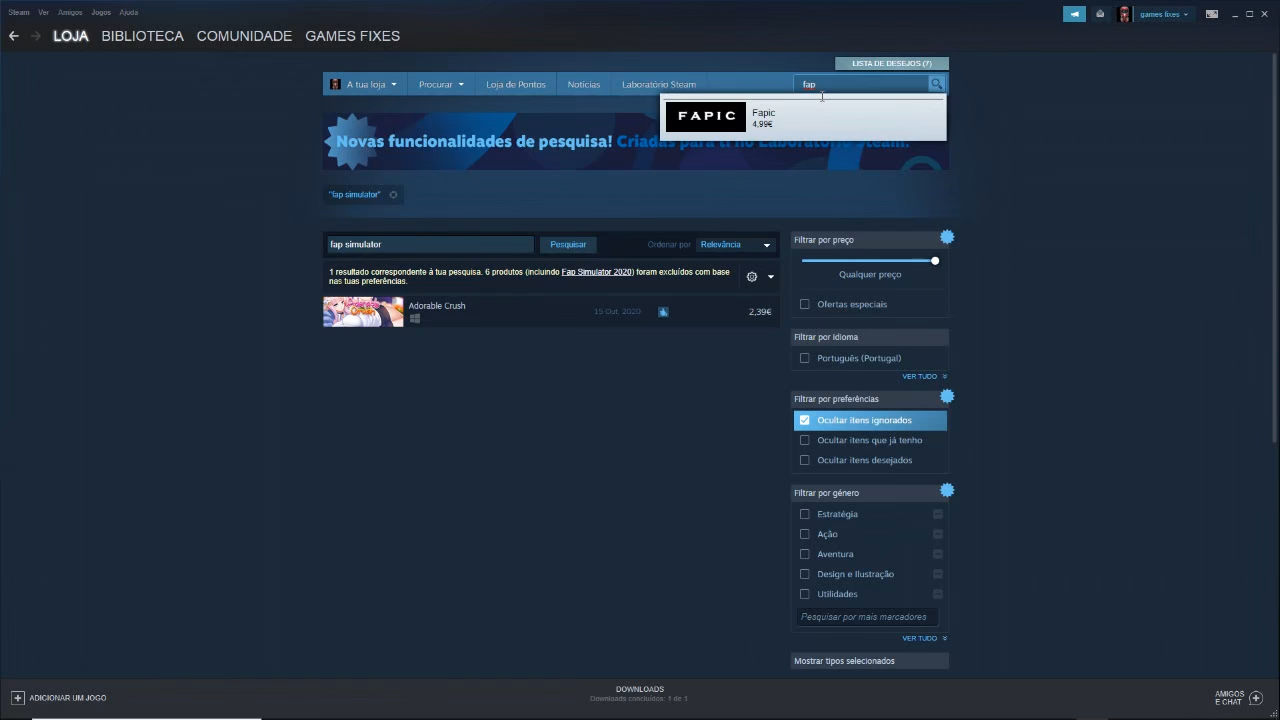 Steam Ver Amigos Jogos Ajuda
games fixes
LOJA BIBLIOTECA COMUNIDADE GAMES FIXES
LISTA DE DESEJOS (7)
A tua loja Procurar Loja de Pontos Notícias Laboratório Steam fap
FAPIC Fapic
4,99€
Novas funcionalidades de pesquisa! Criadas para ti no Laboratório Steam.
"fap simulator"
fap simulator Pesquisar Ordenar por Relevância
1 resultado correspondente à tua pesquisa. 6 produtos (incluindo Fap Simulator 2020) foram excluídos com base
nas tuas preferências.
Adorable Crush 15 Out, 2020 2,39€
Filtrar por preço
Qualquer preço
Ofertas especiais
Filtrar por idioma
Português (Portugal)
VER TUDO
Filtrar por preferências
Ocultar itens ignorados
Ocultar itens que já tenho
Ocultar itens desejados
Filtrar por género
Estratégia
Ação
Aventura
Design e Ilustração
Utilidades
Pesquisar por mais marcadores
VER TUDO
Mostrar tipos selecionados
ADICIONAR UM JOGO
DOWNLOADS
Downloads concluídos: 1 de 1
AMIGOS
E CHAT